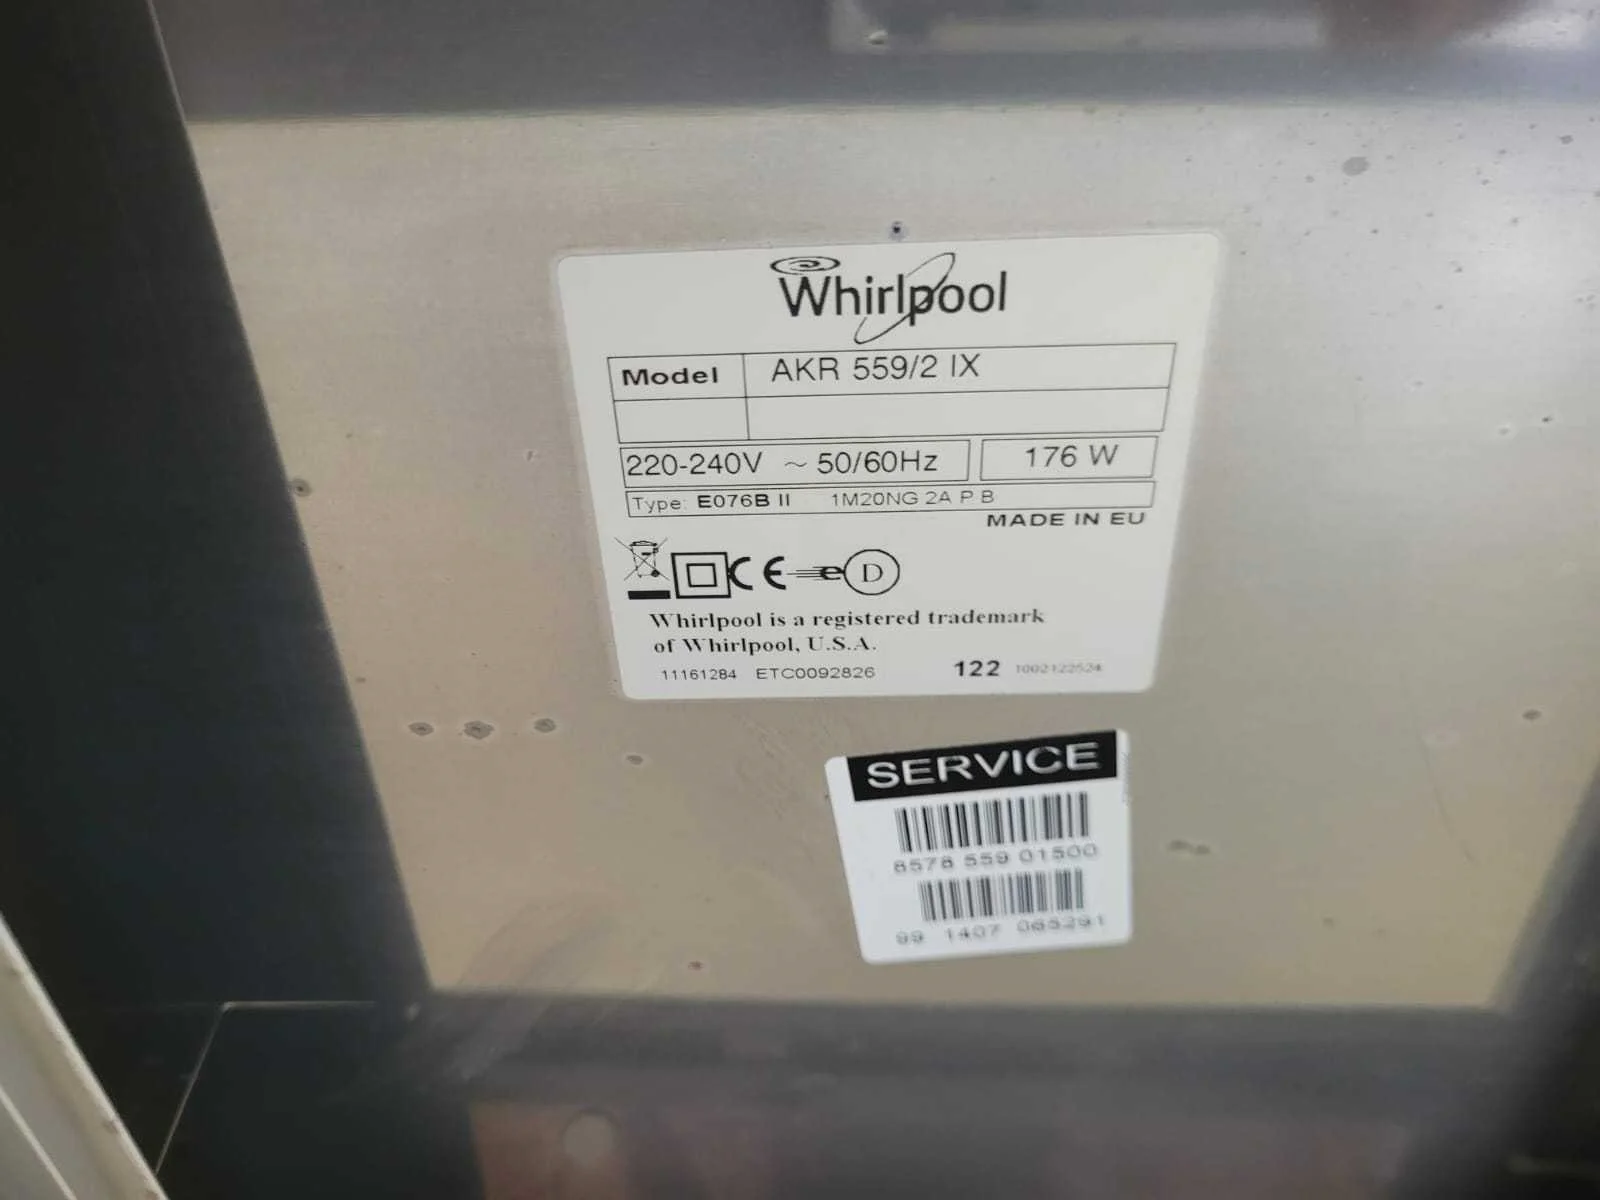 Whirlpool
Model AKR 559/2 IX
220-240V ~ 50/60Hz 176 W
Type: E076B II 1M20NG 2A P B
MADE IN EU
CE e D
Whirlpool is a registered trademark
of Whirlpool, U.S.A.
11161284 ETC0092826 122 1002122524
SERVICE
8578 559 01500
99 1407 065291